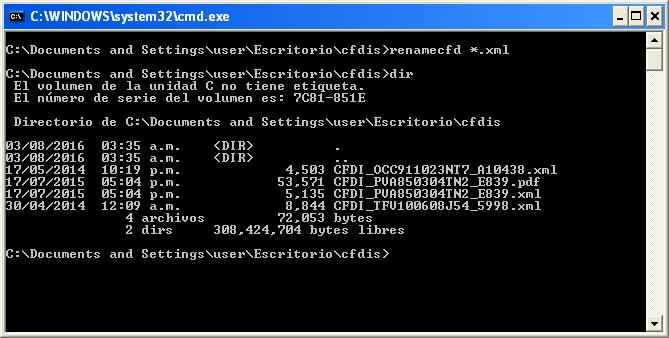 C:\WINDOWS\system32\cmd.exe
C:\Documents and Settings\user\Escritorio\cfdis>renamecfd *.xml
C:\Documents and Settings\user\Escritorio\cfdis>dir
El volumen de la unidad C no tiene etiqueta.
El número de serie del volumen es: 7C81-851E
Directorio de C:\Documents and Settings\user\Escritorio\cfdis
03/08/2016  03:35 a.m.    <DIR>          .
03/08/2016  03:35 a.m.    <DIR>          ..
17/05/2014  10:19 p.m.             4,503 CFDI_OCC911023NT7_A10438.xml
17/07/2015  05:04 p.m.            53,571 CFDI_PVA850304TN2_E839.pdf
17/07/2015  05:04 p.m.             5,135 CFDI_PVA850304TN2_E839.xml
30/04/2014  12:09 a.m.             8,844 CFDI_TFV100608J54_5998.xml
4 archivos         72,053 bytes
2 dirs     308,424,704 bytes libres
C:\Documents and Settings\user\Escritorio\cfdis>